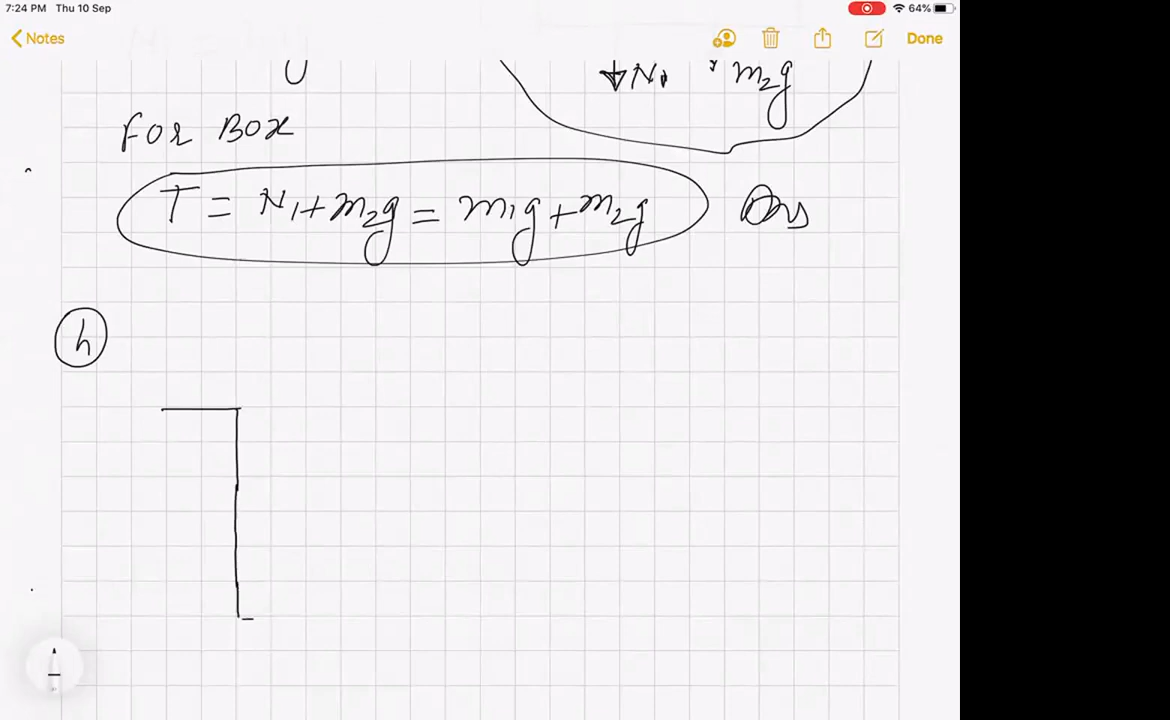 7:24 PM Thu 10 Sep 64%
Notes Done
↓N₁ m₂g
For Box
T = N₁+m₂g = m₁g+m₂g Ans
h